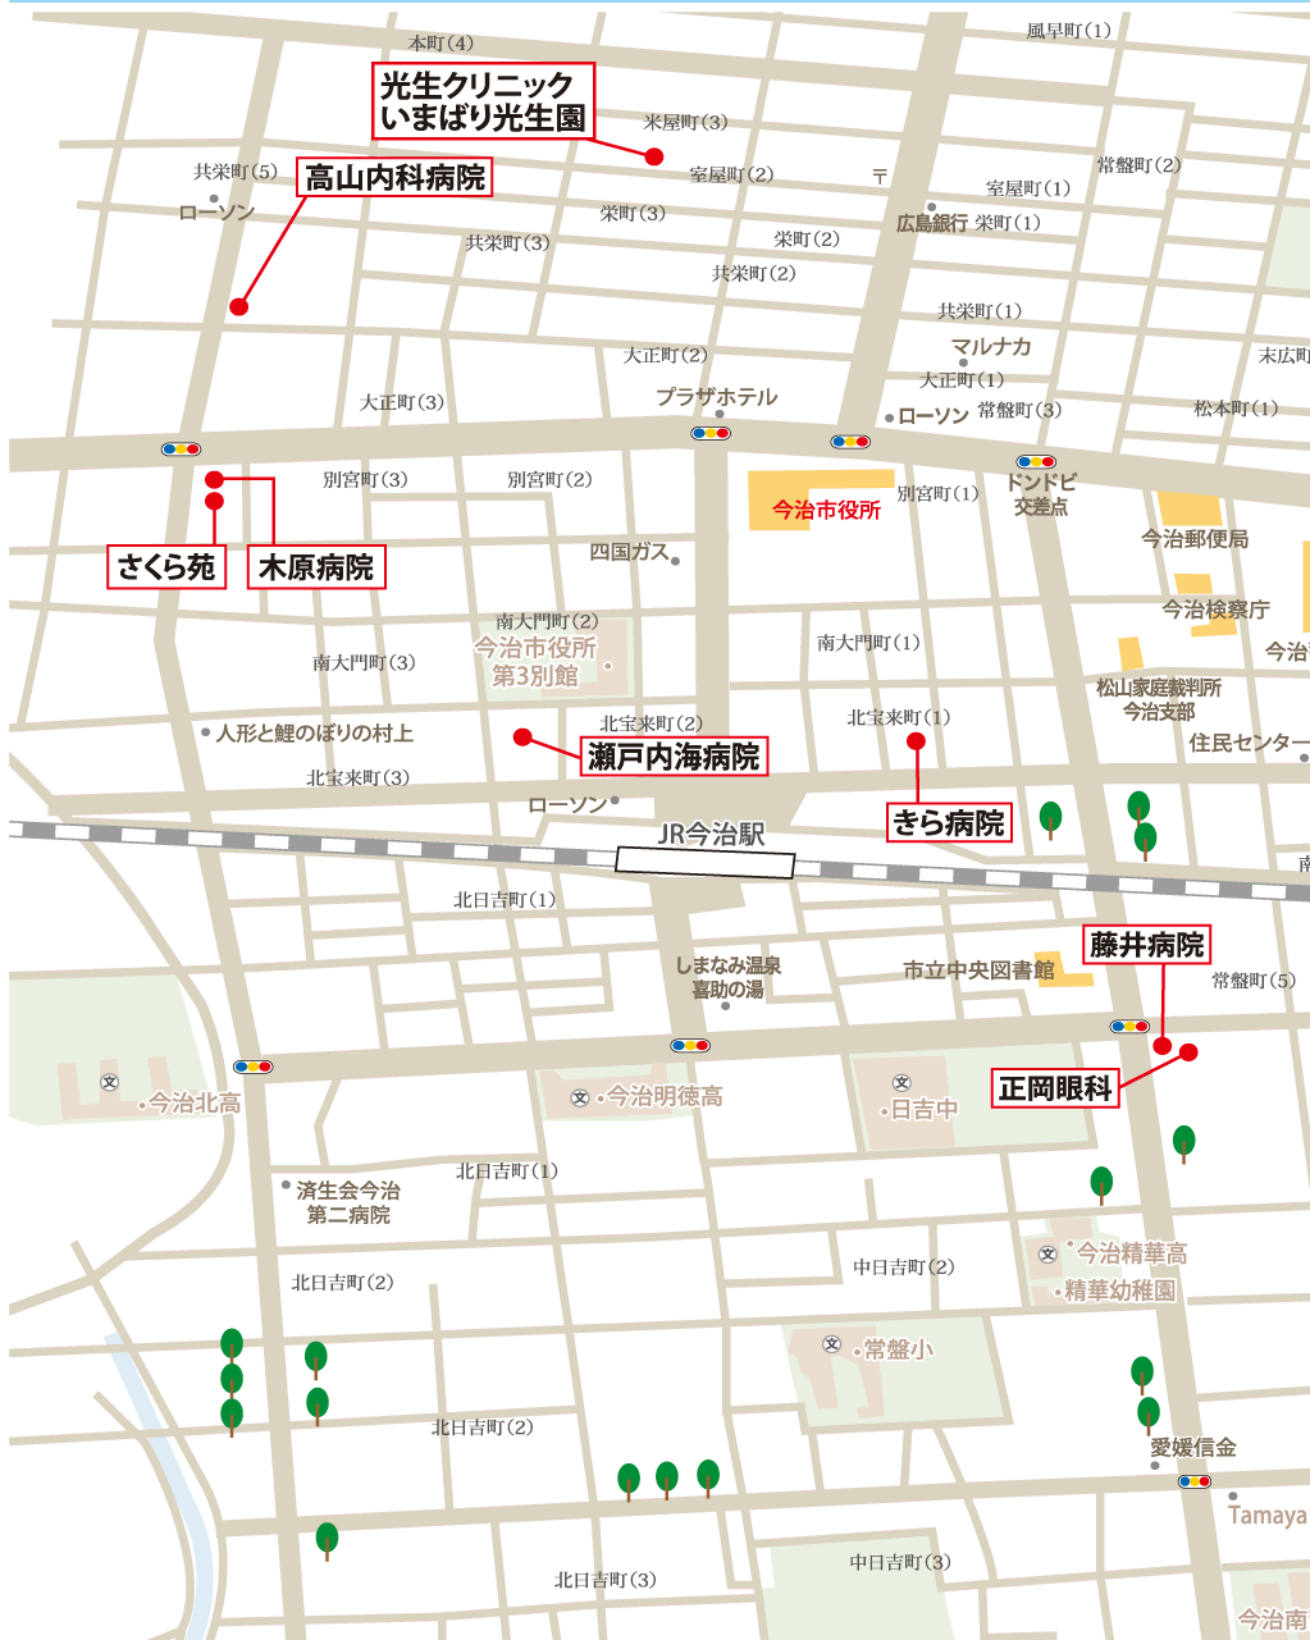 本町(4)
風早町(1)
光生クリニック
いまばり光生園
米屋町(3)
共栄町(5)
高山内科病院
室屋町(2)
〒
常盤町(2)
室屋町(1)
ローソン
栄町(3)
広島銀行
栄町(1)
共栄町(3)
栄町(2)
共栄町(2)
共栄町(1)
マルナカ
大正町(2)
末広町
大正町(1)
プラザホテル
大正町(3)
ローソン
常盤町(3)
松本町(1)
別宮町(3)
別宮町(2)
今治市役所
別宮町(1)
ドンドビ
交差点
今治郵便局
四国ガス
さくら苑
木原病院
今治検察庁
南大門町(2)
今治市役所
第3別館
南大門町(1)
今治
南大門町(3)
松山家庭裁判所
今治支部
北宝来町(2)
北宝来町(1)
人形と鯉のぼりの村上
瀬戸内海病院
住民センター
北宝来町(3)
ローソン
きら病院
JR今治駅
南
北日吉町(1)
藤井病院
しまなみ温泉
喜助の湯
市立中央図書館
常盤町(5)
文
今治北高
文
今治明徳高
文
日吉中
正岡眼科
北日吉町(1)
済生会今治
第二病院
中日吉町(2)
文
今治精華高
精華幼稚園
北日吉町(2)
文
常盤小
北日吉町(2)
愛媛信金
Tamaya
北日吉町(3)
中日吉町(3)
今治南